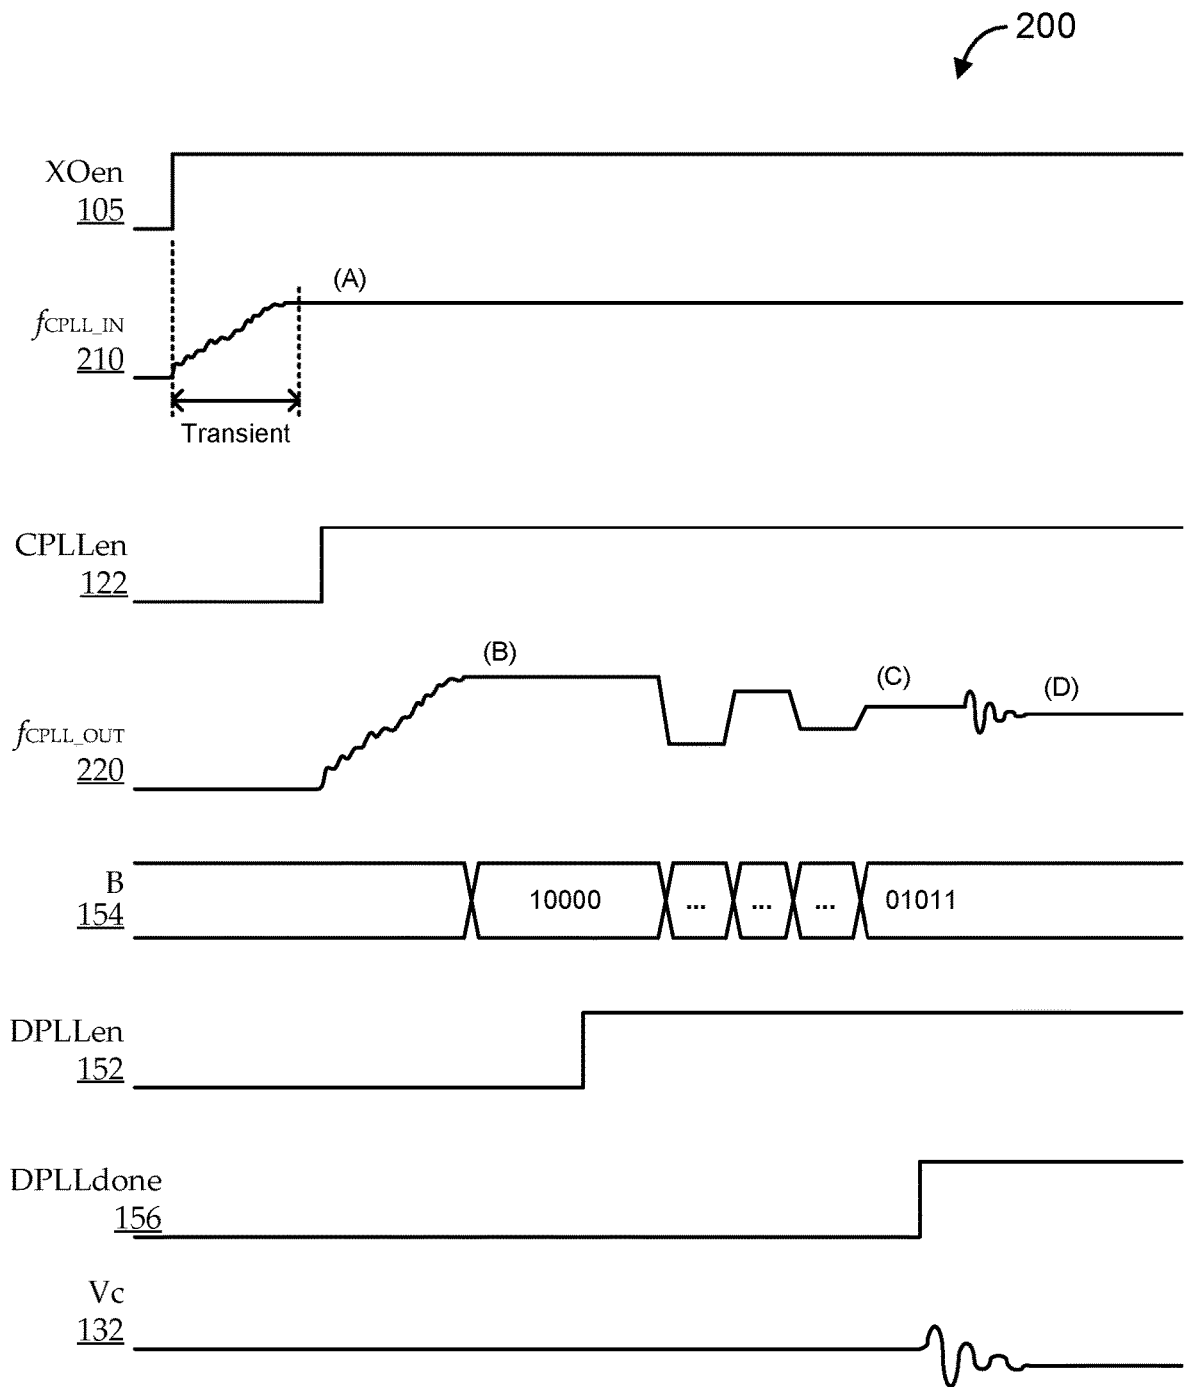 200
XOen
105
(A)
fCPLL_IN
210
Transient
CPLLen
122
(B)
(C)
(D)
fCPLL_OUT
220
B
154
10000
...
...
...
01011
DPLLen
152
DPLLdone
156
Vc
132